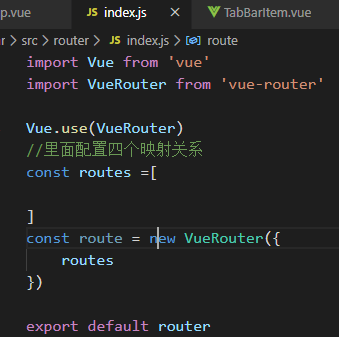 p.vue
JS index.js
×
TabBarItem.vue
r > src > router > JS index.js > route
import Vue from 'vue'
import VueRouter from 'vue-router'
Vue.use(VueRouter)
//里面配置四个映射关系
const routes =[
]
const route = new VueRouter({
routes
})
export default router